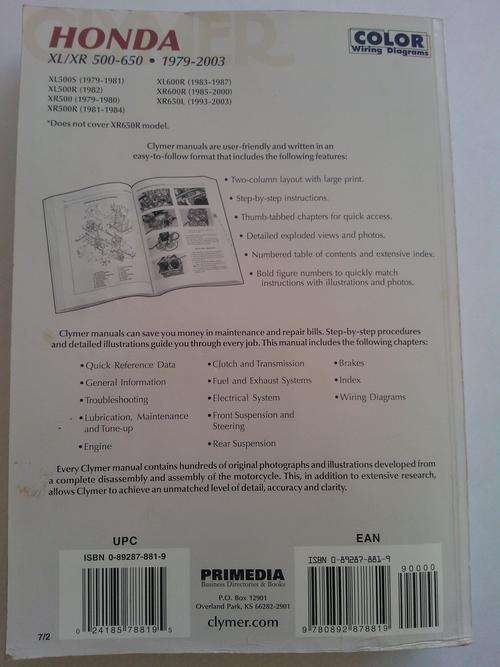 CLYMER
HONDA
COLOR
Wiring Diagrams
XL/XR 500-650 • 1979-2003
XL500S (1979-1981)
XL500R (1982)
XR500 (1979-1980)
XR500R (1981-1984)
XL600R (1983-1987)
XR600R (1985-2000)
XR650L (1993-2003)
*Does not cover XR650R model.
Clymer manuals are user-friendly and written in an
easy-to-follow format that includes the following features:
• Two-column layout with large print.
• Step-by-step instructions.
• Thumb-tabbed chapters for quick access.
• Detailed exploded views and photos.
• Numbered table of contents and extensive index.
• Bold figure numbers to quickly match
instructions with illustrations and photos.
Clymer manuals can save you money in maintenance and repair bills. Step-by-step procedures
and detailed illustrations guide you through every job. This manual includes the following chapters:
• Quick Reference Data
• General Information
• Troubleshooting
• Lubrication, Maintenance
and Tune-up
• Engine
• Clutch and Transmission
• Fuel and Exhaust Systems
• Electrical System
• Front Suspension and
Steering
• Rear Suspension
• Brakes
• Index
• Wiring Diagrams
Every Clymer manual contains hundreds of original photographs and illustrations developed from
a complete disassembly and assembly of the motorcycle. This, in addition to extensive research,
allows Clymer to achieve an unmatched level of detail, accuracy and clarity.
UPC
ISBN 0-89287-881-9
0 24185 78819 5
7/2
PRIMEDIA
Business Directories & Books
P.O. Box 12901
Overland Park, KS 66282-2901
clymer.com
EAN
ISBN 0-89287-881-9
90000
9 780892 878819